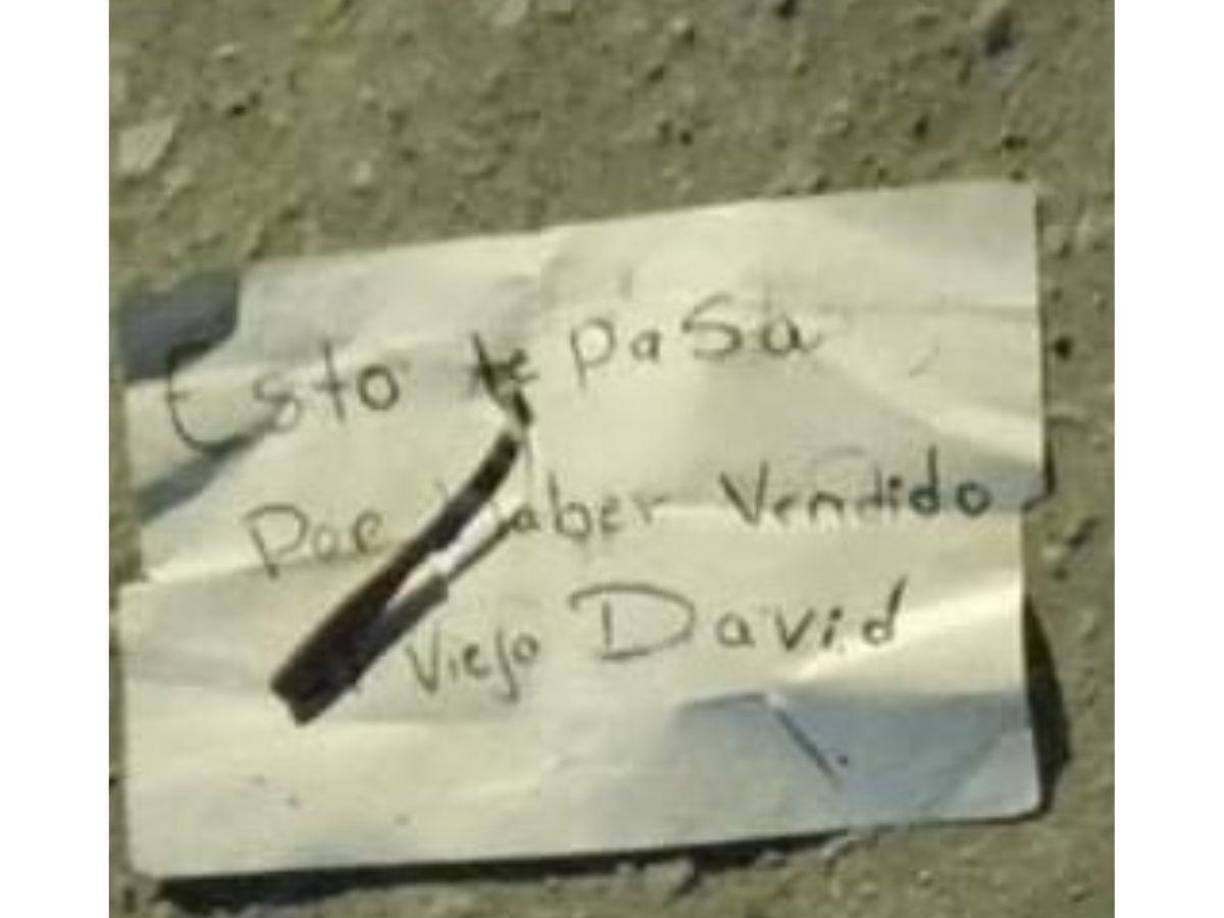 Esto te pasa
Por haber Vendido
Viejo David